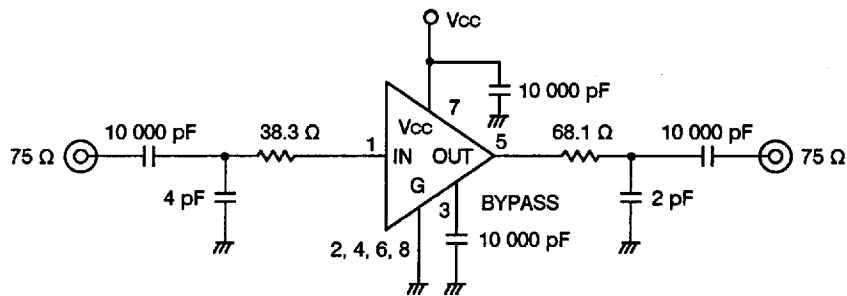 VCC
10 000 pF
7
10 000 pF
38.3 Ω
1
VCC
5
68.1 Ω
10 000 pF
75 Ω
IN
OUT
75 Ω
G
4 pF
3
BYPASS
2 pF
2, 4, 6, 8
10 000 pF